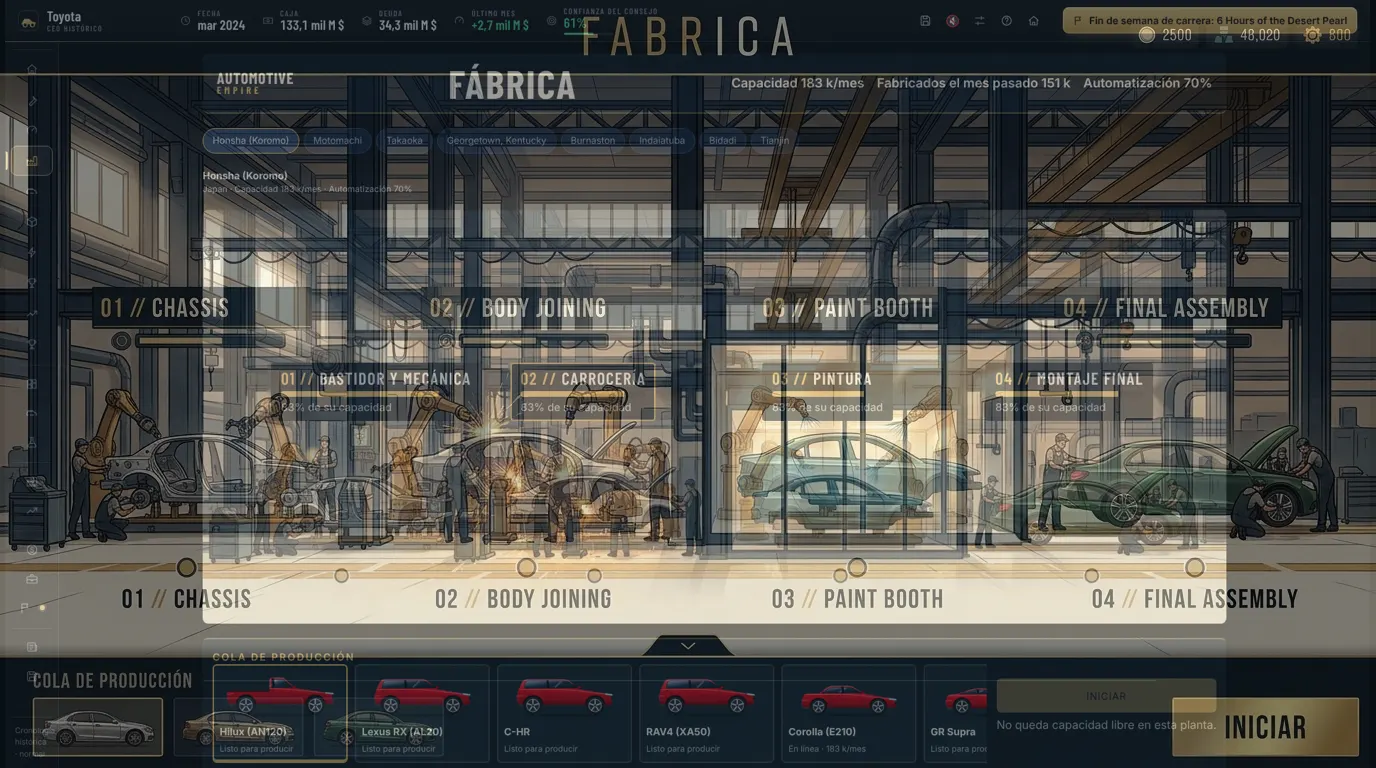 Toyota
CEO HISTÓRICO
FECHA
mar 2024
CAJA
133,1 mil M $
DEUDA
34,3 mil M $
ÚLTIMO MES
+2,7 mil M $
CONFIANZA DEL CONSEJO
61%
FABRICA
Fin de semana de carrera: 6 Hours of the Desert Pearl
2500
48,020
800
AUTOMOTIVE
EMPIRE
FÁBRICA
Capacidad 183 k/mes
Fabricados el mes pasado 151 k
Automatización 70%
Honsha (Koromo)
Motomachi
Takaoka
Georgetown, Kentucky
Burnaston
Indaiatuba
Bidadi
Tianjin
Honsha (Koromo)
Japan · Capacidad 183 k/mes · Automatización 70%
01 // CHASSIS
02 // BODY JOINING
03 // PAINT BOOTH
04 // FINAL ASSEMBLY
01 // BASTIDOR Y MECÁNICA
83% de su capacidad
02 // CARROCERÍA
83% de su capacidad
03 // PINTURA
83% de su capacidad
04 // MONTAJE FINAL
83% de su capacidad
01 // CHASSIS
02 // BODY JOINING
03 // PAINT BOOTH
04 // FINAL ASSEMBLY
COLA DE PRODUCCIÓN
COLA DE PRODUCCIÓN
Hilux (AN120)
Listo para producir
Lexus RX (AL20)
Listo para producir
C-HR
Listo para producir
RAV4 (XA50)
Listo para producir
Corolla (E210)
En línea · 183 k/mes
GR Supra
Listo para proc
INICIAR
No queda capacidad libre en esta planta.
INICIAR